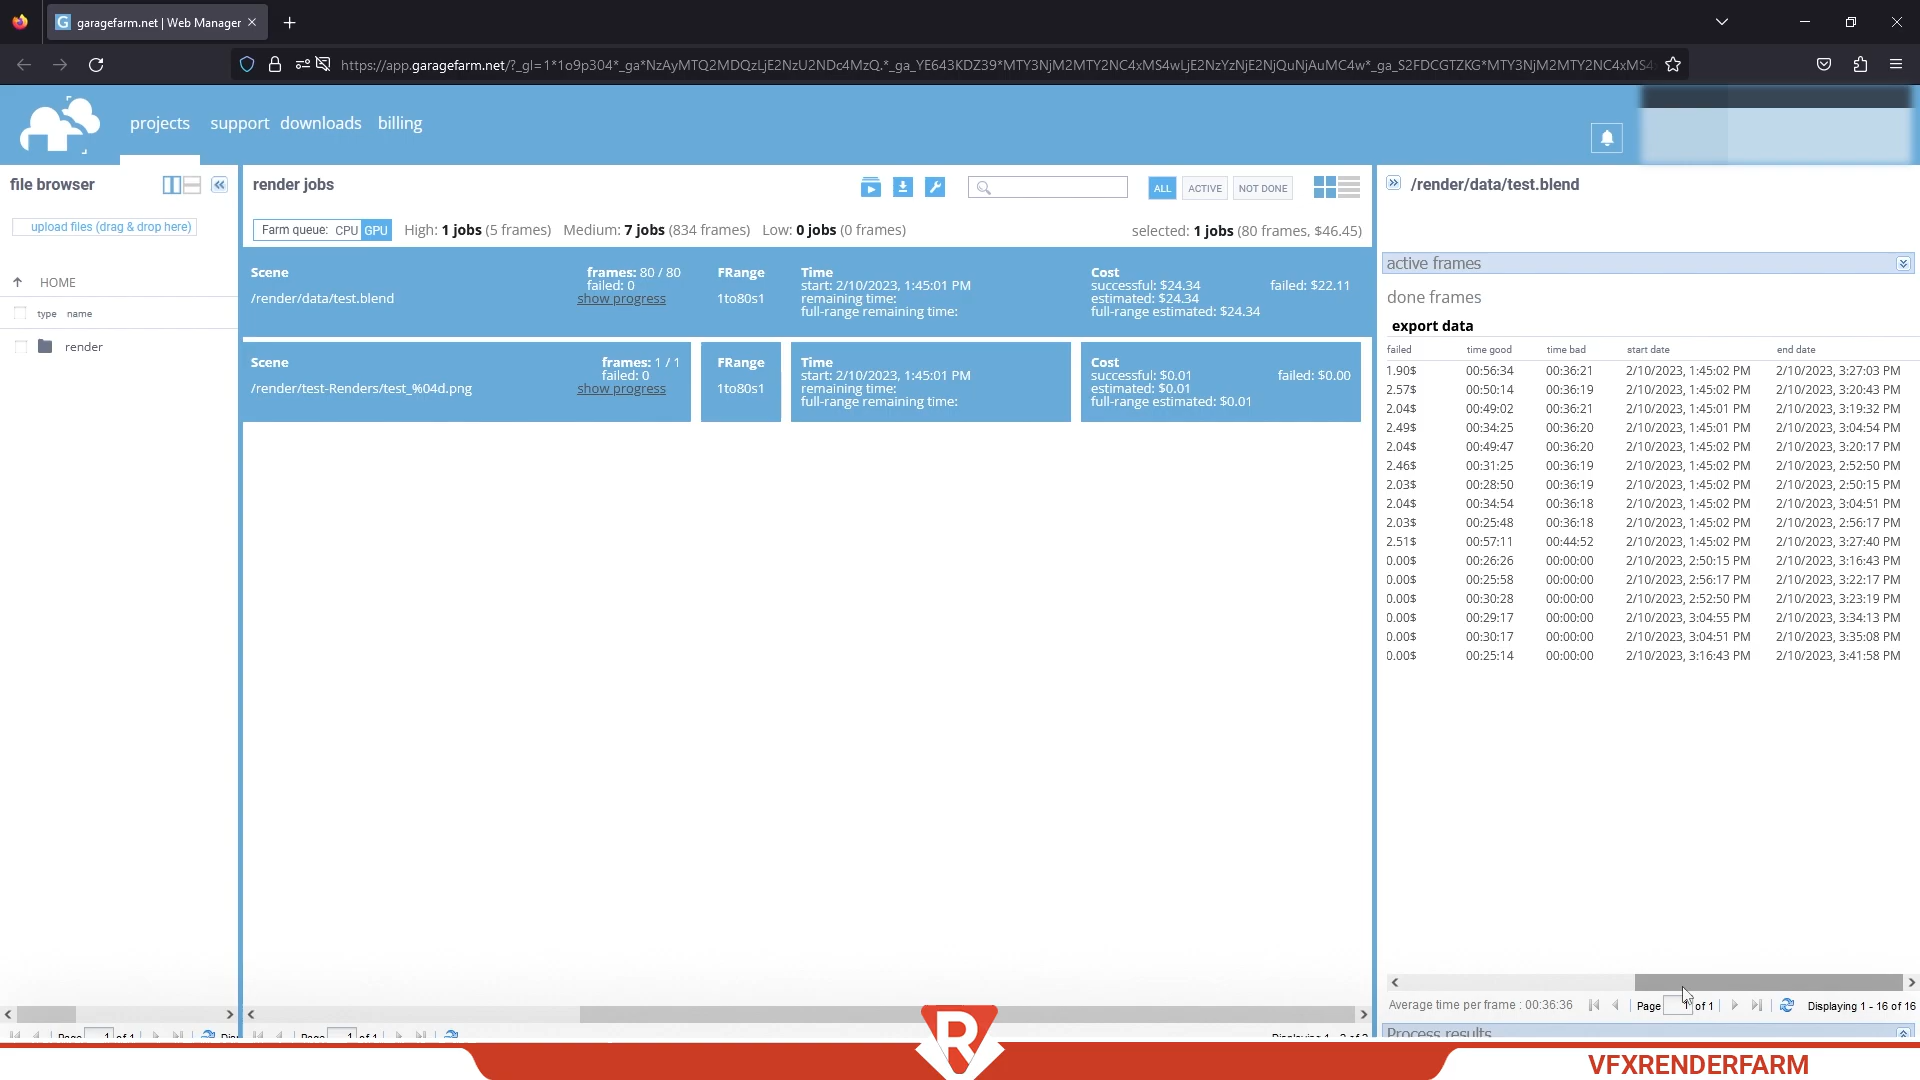 garagefarm.net | Web Manager
https://app.garagefarm.net/?_gl=1*1o9p304*_ga*NzAyMTQ2MDQzLjE2NzU2NDc4MzQ.*_ga_YE643KDZ39*MTY3NjM2MTY2NC4xMS4wLjE2NzYzNjE2NjQuNjAuMC4w*_ga_S2FDCGTZKG*MTY3NjM2MTY2NC4xMS4
projects support downloads billing
file browser
upload files (drag & drop here)
HOME
type name
render
render jobs
ALL ACTIVE NOT DONE
Farm queue: CPU GPU High: 1 jobs (5 frames) Medium: 7 jobs (834 frames) Low: 0 jobs (0 frames) selected: 1 jobs (80 frames, $46.45)
Scene frames: 80 / 80 FRange Time Cost
failed: 0 start: 2/10/2023, 1:45:01 PM successful: $24.34 failed: $22.11
/render/data/test.blend show progress 1to80s1 remaining time: estimated: $24.34
full-range remaining time: full-range estimated: $24.34
Scene frames: 1 / 1 FRange Time Cost
failed: 0 start: 2/10/2023, 1:45:01 PM successful: $0.01 failed: $0.00
/render/test-Renders/test_%04d.png show progress 1to80s1 remaining time: estimated: $0.01
full-range remaining time: full-range estimated: $0.01
/render/data/test.blend
active frames
done frames
export data
failed time good time bad start date end date
1.90$ 00:56:34 00:36:21 2/10/2023, 1:45:02 PM 2/10/2023, 3:27:03 PM
2.57$ 00:50:14 00:36:19 2/10/2023, 1:45:02 PM 2/10/2023, 3:20:43 PM
2.04$ 00:49:02 00:36:21 2/10/2023, 1:45:01 PM 2/10/2023, 3:19:32 PM
2.49$ 00:34:25 00:36:20 2/10/2023, 1:45:01 PM 2/10/2023, 3:04:54 PM
2.04$ 00:49:47 00:36:20 2/10/2023, 1:45:02 PM 2/10/2023, 3:20:17 PM
2.46$ 00:31:25 00:36:19 2/10/2023, 1:45:02 PM 2/10/2023, 2:52:50 PM
2.03$ 00:28:50 00:36:19 2/10/2023, 1:45:02 PM 2/10/2023, 2:50:15 PM
2.04$ 00:34:54 00:36:18 2/10/2023, 1:45:02 PM 2/10/2023, 3:04:51 PM
2.03$ 00:25:48 00:36:18 2/10/2023, 1:45:02 PM 2/10/2023, 2:56:17 PM
2.51$ 00:57:11 00:44:52 2/10/2023, 1:45:02 PM 2/10/2023, 3:27:40 PM
0.00$ 00:26:26 00:00:00 2/10/2023, 2:50:15 PM 2/10/2023, 3:16:43 PM
0.00$ 00:25:58 00:00:00 2/10/2023, 2:56:17 PM 2/10/2023, 3:22:17 PM
0.00$ 00:30:28 00:00:00 2/10/2023, 2:52:50 PM 2/10/2023, 3:23:19 PM
0.00$ 00:29:17 00:00:00 2/10/2023, 3:04:55 PM 2/10/2023, 3:34:13 PM
0.00$ 00:30:17 00:00:00 2/10/2023, 3:04:51 PM 2/10/2023, 3:35:08 PM
0.00$ 00:25:14 00:00:00 2/10/2023, 3:16:43 PM 2/10/2023, 3:41:58 PM
Average time per frame : 00:36:36 Page 1 of 1 Displaying 1 - 16 of 16
Process results
Page 1 of 1
Page 1 of 1
R
VFXRENDERFARM